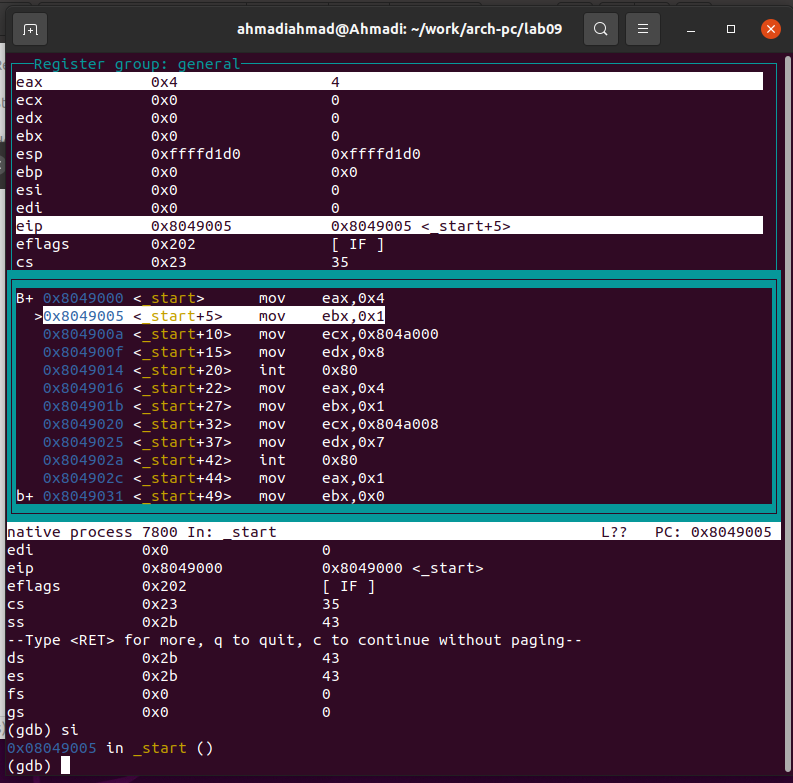 ahmadiahmad@Ahmadi: ~/work/arch-pc/lab09
Register group: general
eax 0x4 4
ecx 0x0 0
edx 0x0 0
ebx 0x0 0
esp 0xffffd1d0 0xffffd1d0
ebp 0x0 0x0
esi 0x0 0
edi 0x0 0
eip 0x8049005 0x8049005 <_start+5>
eflags 0x202 [ IF ]
cs 0x23 35
B+ 0x8049000 <_start> mov eax,0x4
>0x8049005 <_start+5> mov ebx,0x1
0x804900a <_start+10> mov ecx,0x804a000
0x804900f <_start+15> mov edx,0x8
0x8049014 <_start+20> int 0x80
0x8049016 <_start+22> mov eax,0x4
0x804901b <_start+27> mov ebx,0x1
0x8049020 <_start+32> mov ecx,0x804a008
0x8049025 <_start+37> mov edx,0x7
0x804902a <_start+42> int 0x80
0x804902c <_start+44> mov eax,0x1
b+ 0x8049031 <_start+49> mov ebx,0x0
native process 7800 In: _start L?? PC: 0x8049005
edi 0x0 0
eip 0x8049000 0x8049000 <_start>
eflags 0x202 [ IF ]
cs 0x23 35
ss 0x2b 43
--Type <RET> for more, q to quit, c to continue without paging--
ds 0x2b 43
es 0x2b 43
fs 0x0 0
gs 0x0 0
(gdb) si
0x08049005 in _start ()
(gdb)